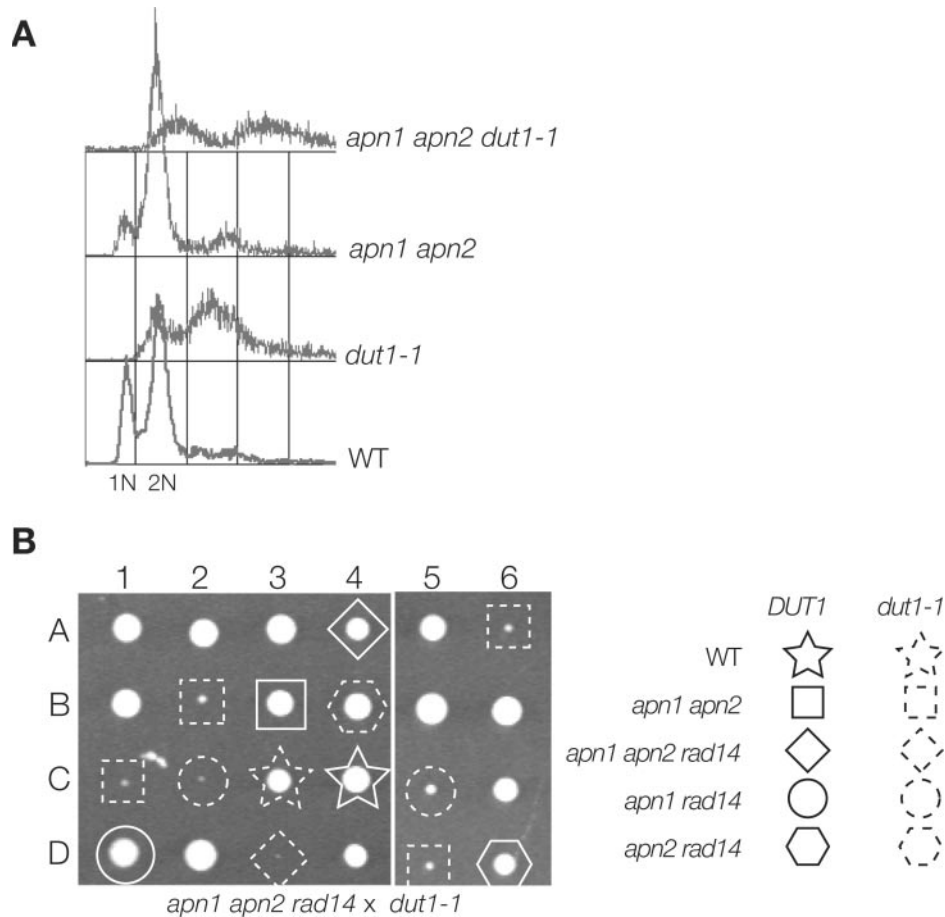 A
apn1 apn2 dut1-1
apn1 apn2
dut1-1
WT
1N 2N
B
1 2 3 4 5 6
A
B
C
D
apn1 apn2 rad14 x dut1-1
DUT1 dut1-1
WT
apn1 apn2
apn1 apn2 rad14
apn1 rad14
apn2 rad14